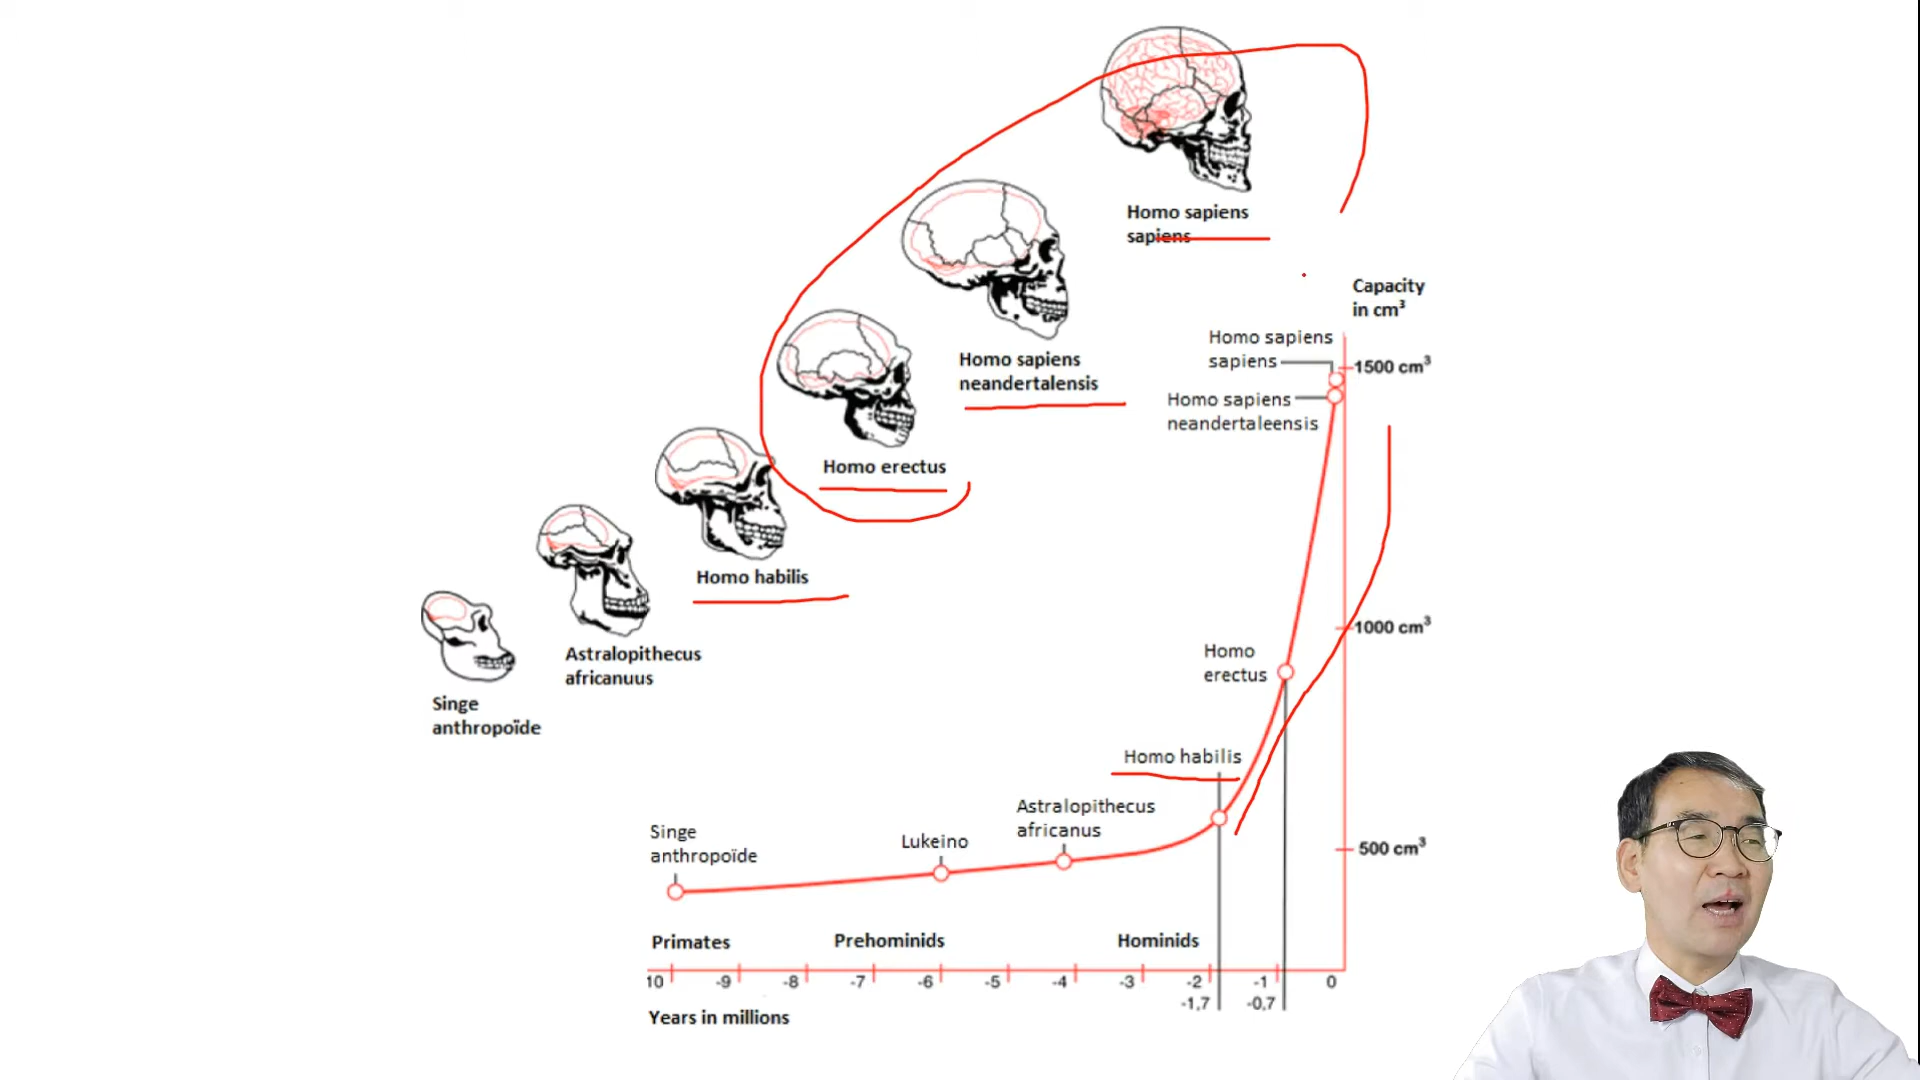 Homo sapiens
sapiens
Homo sapiens
neandertalensis
Homo erectus
Homo habilis
Astralopithecus
africanuus
Singe
anthropoïde
Capacity
in cm³
Homo sapiens
sapiens
1500 cm³
Homo sapiens
neandertaleensis
1000 cm³
Homo
erectus
Homo habilis
Astralopithecus
africanus
500 cm³
Lukeino
Singe
anthropoïde
Primates
Prehominids
Hominids
10 -9 -8 -7 -6 -5 -4 -3 -2 -1 0
-1,7 -0,7
Years in millions